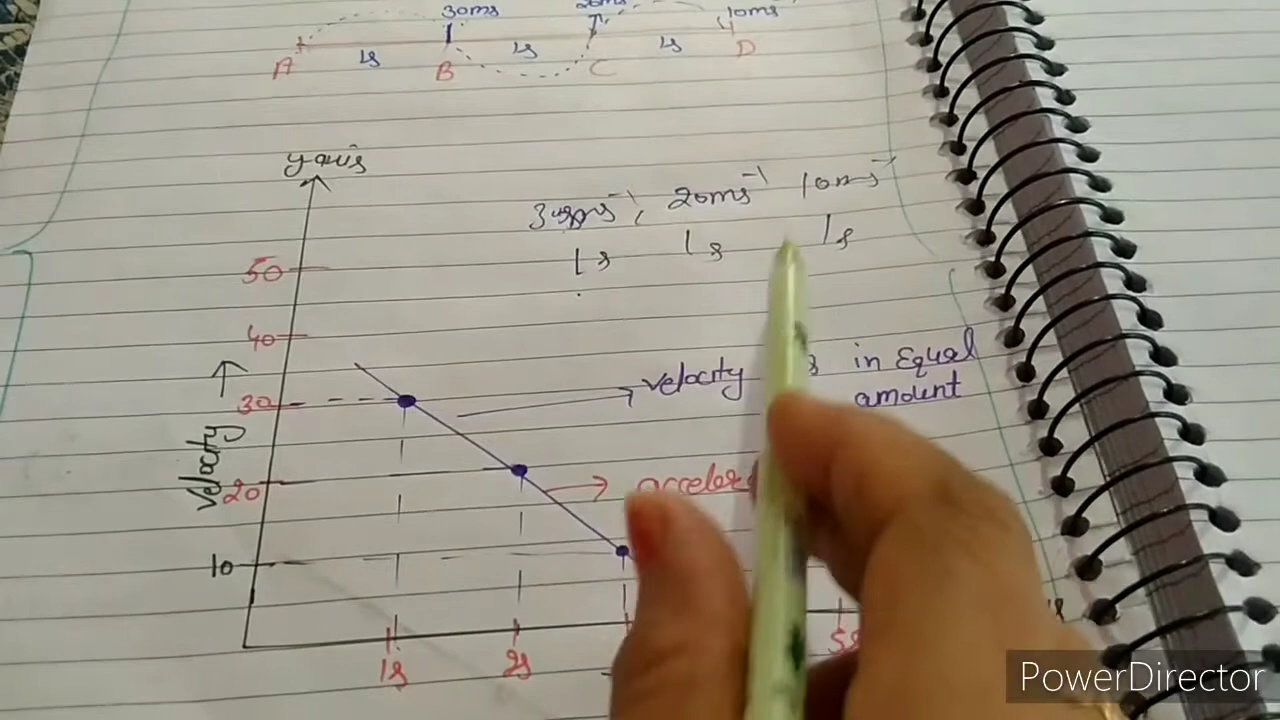 30ms 10ms
1s 1s 1s
A B C D
y axis
20ms⁻¹ 10ms⁻¹
1s 1s 1s
50
40
velocity in Equal
amount
30
velocity
20
10
1s 2s 5s
PowerDirector